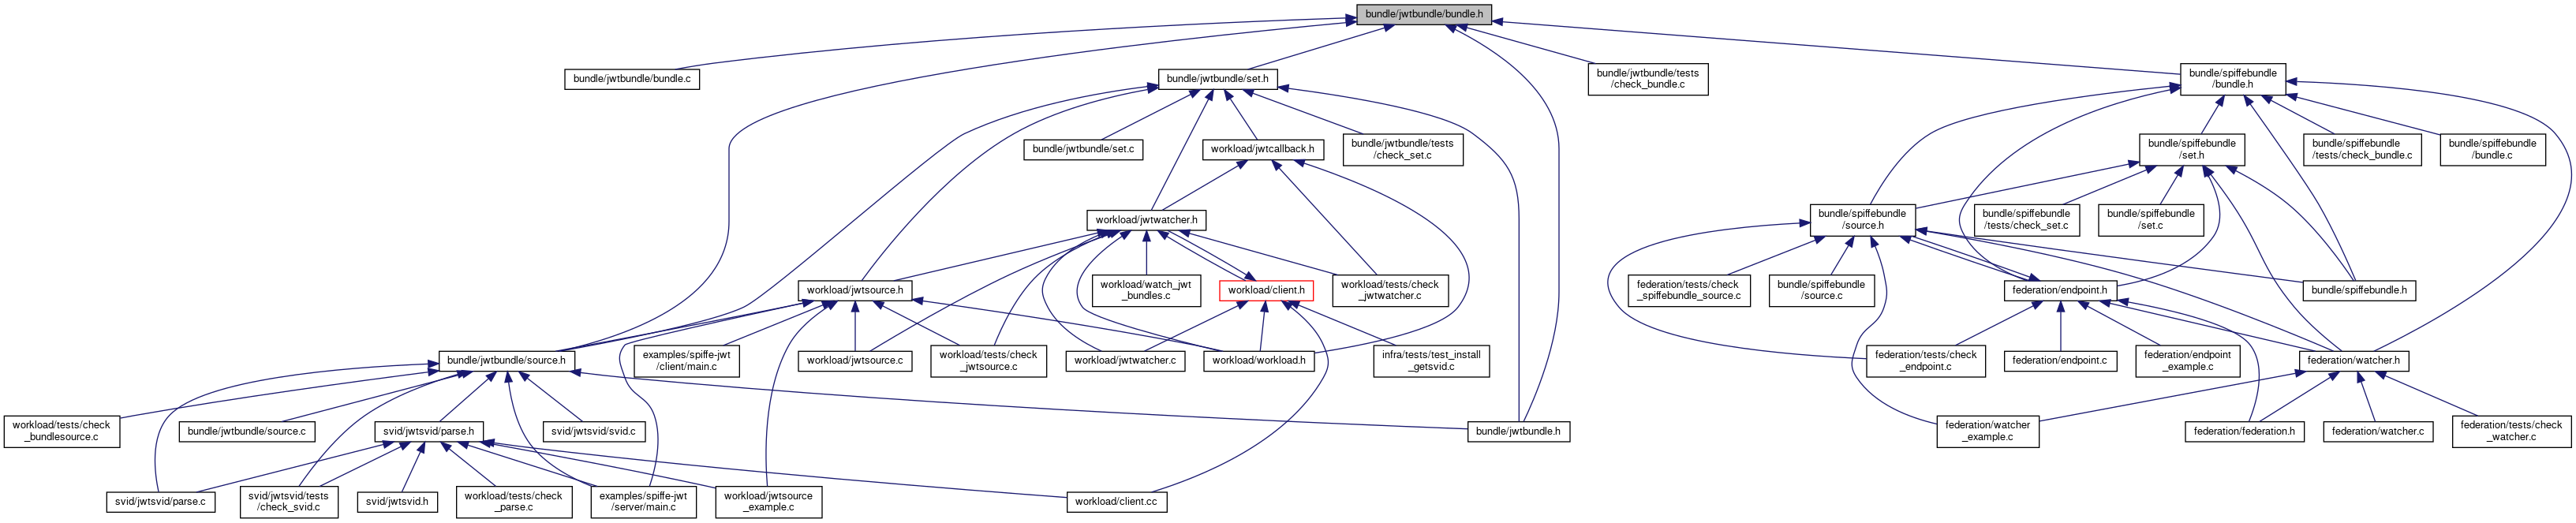 bundle/jwtbundle/bundle.h
bundle/jwtbundle/bundle.c
bundle/jwtbundle/set.h
bundle/jwtbundle/tests
/check_bundle.c
bundle/spiffebundle
/bundle.h
bundle/jwtbundle/set.c
workload/jwtcallback.h
bundle/jwtbundle/tests
/check_set.c
bundle/spiffebundle
/set.h
bundle/spiffebundle
/tests/check_bundle.c
bundle/spiffebundle
/bundle.c
workload/jwtwatcher.h
bundle/spiffebundle
/source.h
bundle/spiffebundle
/tests/check_set.c
bundle/spiffebundle
/set.c
workload/jwtsource.h
workload/watch_jwt
_bundles.c
workload/client.h
workload/tests/check
_jwtwatcher.c
federation/tests/check
_spiffebundle_source.c
bundle/spiffebundle
/source.c
federation/endpoint.h
bundle/spiffebundle.h
bundle/jwtbundle/source.h
examples/spiffe-jwt
/client/main.c
workload/jwtsource.c
workload/tests/check
_jwtsource.c
workload/jwtwatcher.c
workload/workload.h
infra/tests/test_install
_getsvid.c
federation/tests/check
_endpoint.c
federation/endpoint.c
federation/endpoint
_example.c
federation/watcher.h
workload/tests/check
_bundlesource.c
bundle/jwtbundle/source.c
svid/jwtsvid/parse.h
svid/jwtsvid/svid.c
bundle/jwtbundle.h
federation/watcher
_example.c
federation/federation.h
federation/watcher.c
federation/tests/check
_watcher.c
svid/jwtsvid/parse.c
svid/jwtsvid/tests
/check_svid.c
svid/jwtsvid.h
workload/tests/check
_parse.c
examples/spiffe-jwt
/server/main.c
workload/jwtsource
_example.c
workload/client.cc